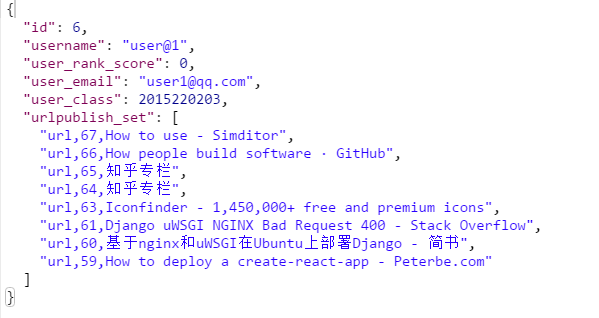 {
"id": 6,
"username": "user@1",
"user_rank_score": 0,
"user_email": "user1@qq.com",
"user_class": 2015220203,
"urlpublish_set": [
"url,67,How to use - Simditor",
"url,66,How people build software · GitHub",
"url,65,知乎专栏",
"url,64,知乎专栏",
"url,63,Iconfinder - 1,450,000+ free and premium icons",
"url,61,Django uWSGI NGINX Bad Request 400 - Stack Overflow",
"url,60,基于nginx和uWSGI在Ubuntu上部署Django - 简书",
"url,59,How to deploy a create-react-app - Peterbe.com"
]
}